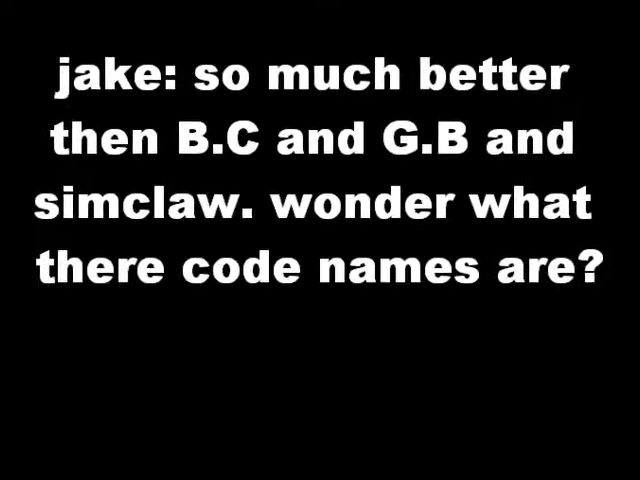 jake: so much better
then B.C and G.B and
simclaw. wonder what
there code names are?